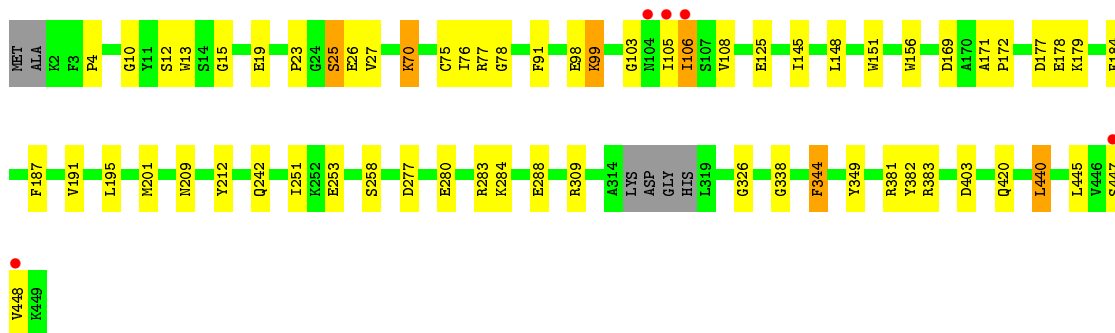 MET ALA K2 F3 P4 G10 Y11 S12 W13 S14 G15 E19 P23 G24 S25 E26 V27 K70 C75 I76 R77 G78 F91 E98 K99 G103 N104 I105 I106 S107 V108 E125 I145 L148 W151 W156 D169 A170 A171 P172 D177 E178 K179
F187 V191 L195 M201 N209 Y212 Q242 I251 K252 E253 S258 D277 E280 R283 K284 E288 R309 A314 LYS ASP GLY HIS L319 G326 G338 F344 Y349 R381 Y382 R383 D403 Q420 L440 L445 V446 S447
V448 K449